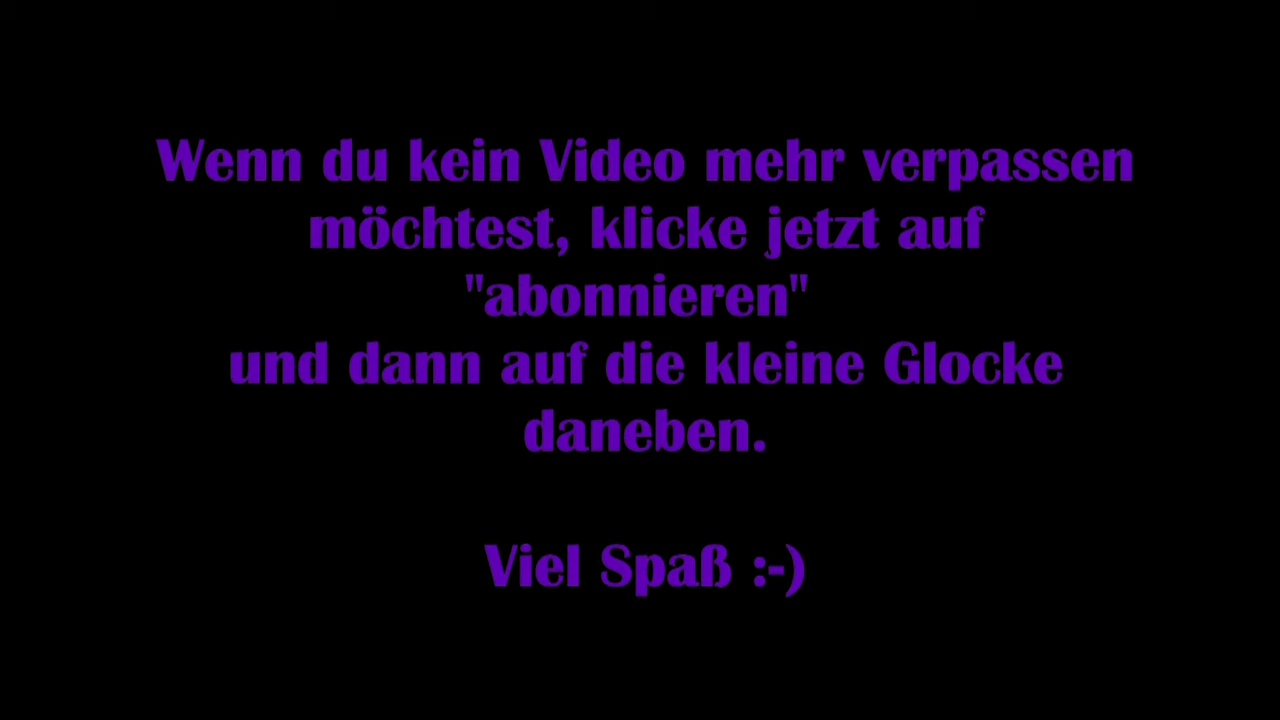 Wenn du kein Video mehr verpassen
möchtest, klicke jetzt auf
"abonnieren"
und dann auf die kleine Glocke
daneben.
Viel Spaß :-)